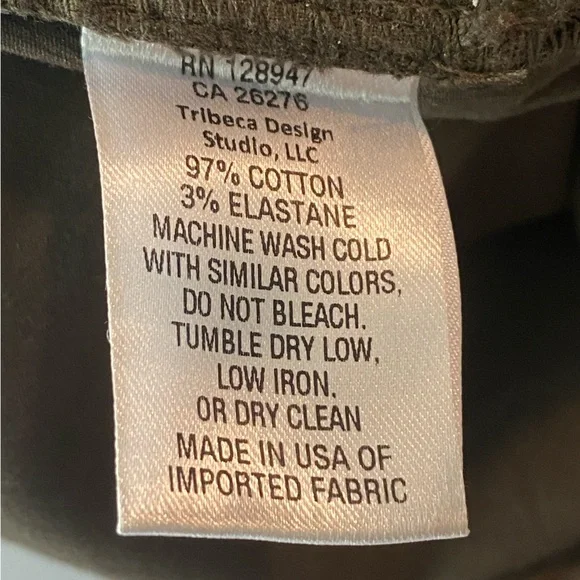 RN 128947
CA 26276
Tribeca Design
Studio, LLC
97% COTTON
3% ELASTANE
MACHINE WASH COLD
WITH SIMILAR COLORS,
DO NOT BLEACH.
TUMBLE DRY LOW,
LOW IRON.
OR DRY CLEAN
MADE IN USA OF
IMPORTED FABRIC